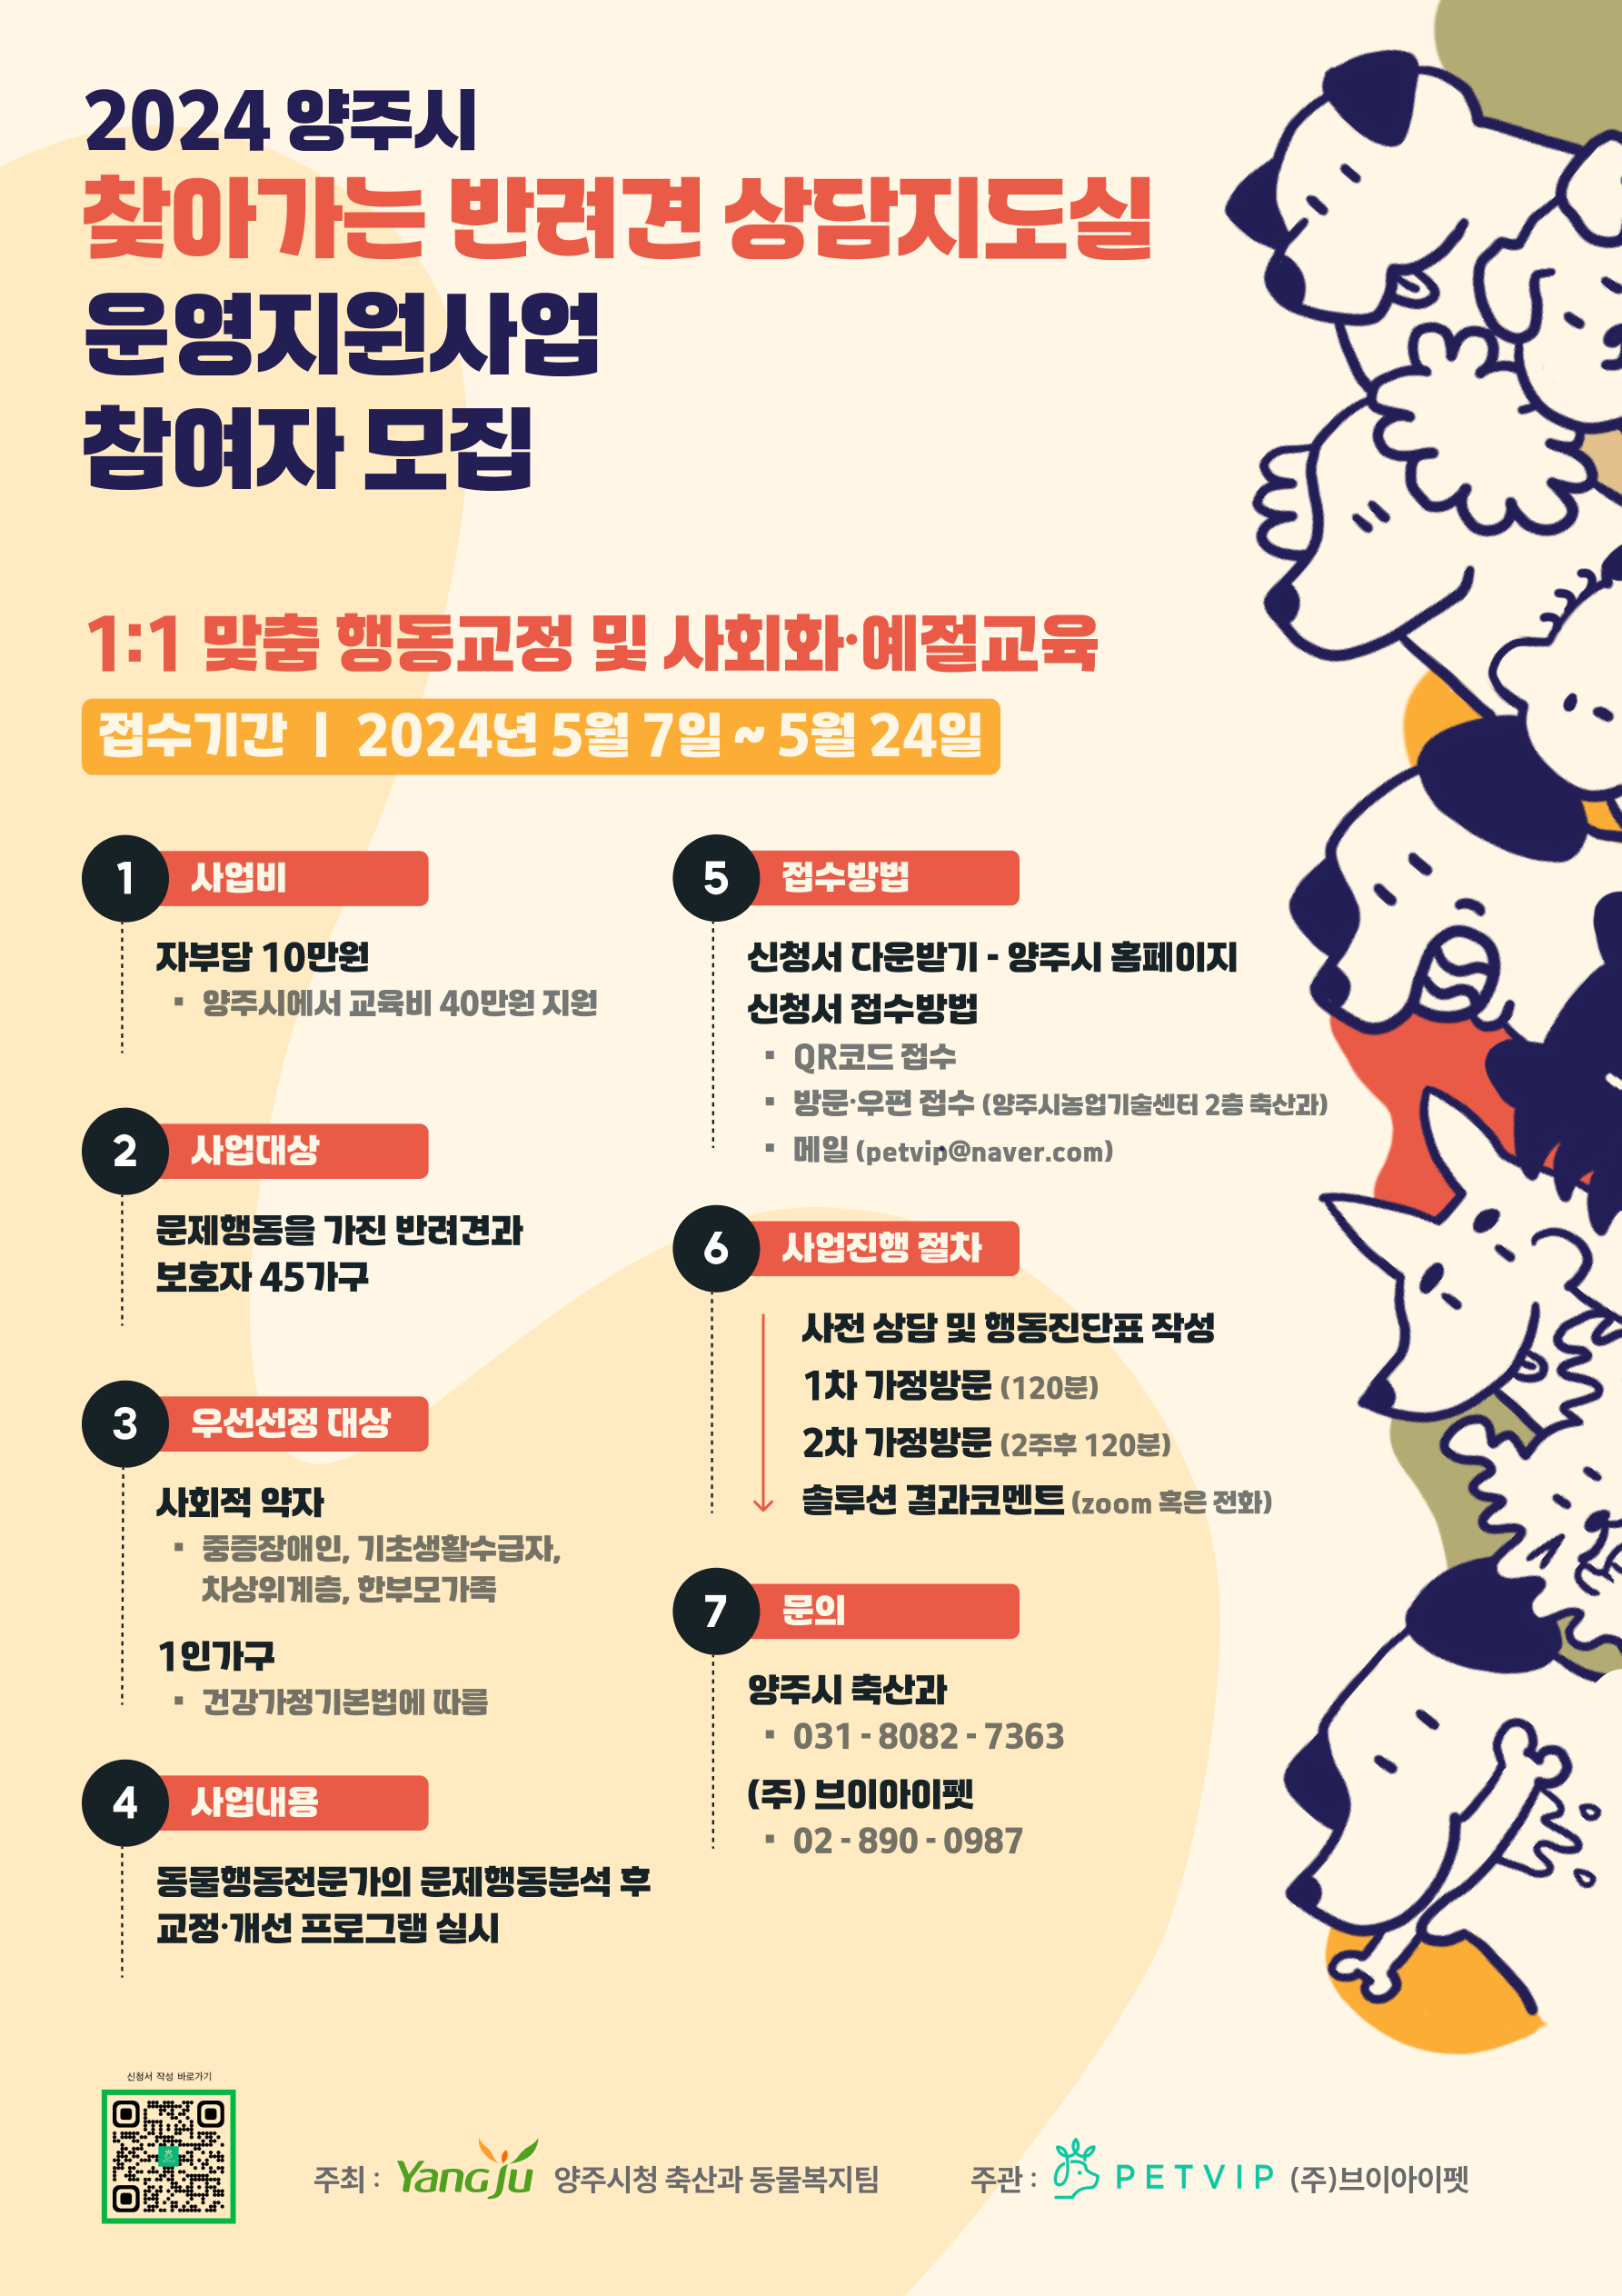 2024 양주시
찾아가는 반려견 상담지도실
운영지원사업
참여자 모집
1:1 맞춤 행동교정 및 사회화·예절교육
접수기간 | 2024년 5월 7일 ~ 5월 24일
1 사업비
자부담 10만원
▪ 양주시에서 교육비 40만원 지원
2 사업대상
문제행동을 가진 반려견과
보호자 45가구
3 우선선정 대상
사회적 약자
▪ 중증장애인, 기초생활수급자,
차상위계층, 한부모가족
1인가구
▪ 건강가정기본법에 따름
4 사업내용
동물행동전문가의 문제행동분석 후
교정·개선 프로그램 실시
5 접수방법
신청서 다운받기 - 양주시 홈페이지
신청서 접수방법
▪ QR코드 접수
▪ 방문·우편 접수 (양주시농업기술센터 2층 축산과)
▪ 메일 (petvip@naver.com)
6 사업진행 절차
사전 상담 및 행동진단표 작성
1차 가정방문 (120분)
2차 가정방문 (2주후 120분)
솔루션 결과코멘트 (zoom 혹은 전화)
7 문의
양주시 축산과
▪ 031 - 8082 - 7363
(주) 브이아이펫
▪ 02 - 890 - 0987
신청서 작성 바로가기
주최 : Yangju 양주시청 축산과 동물복지팀
주관 : PETVIP (주)브이아이펫